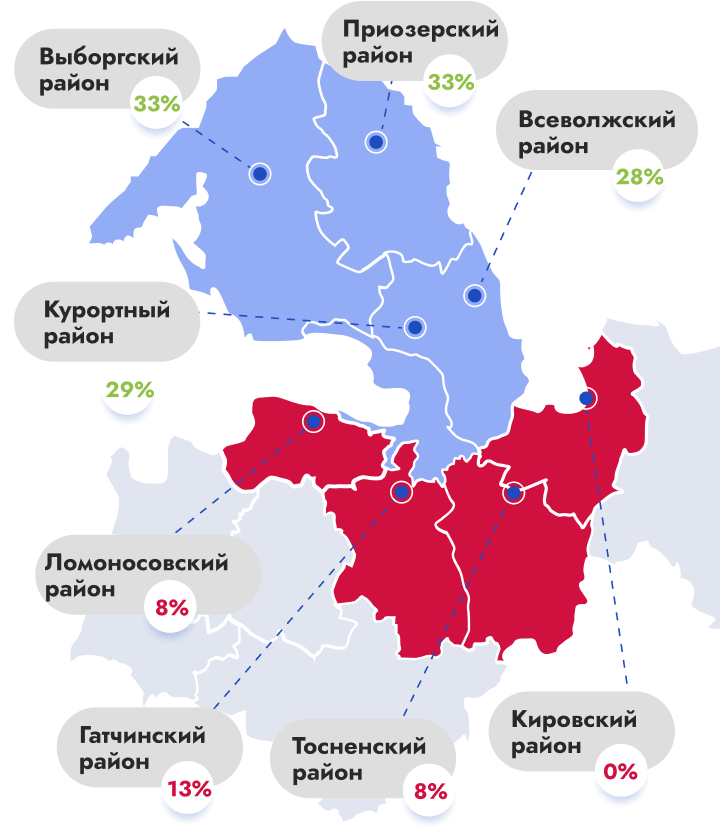 Приозерский
район
33%
Выборгский
район
33%
Всеволжский
район
28%
Курортный
район
29%
Ломоносовский
район
8%
Гатчинский
район
13%
Тосненский
район
8%
Кировский
район
0%